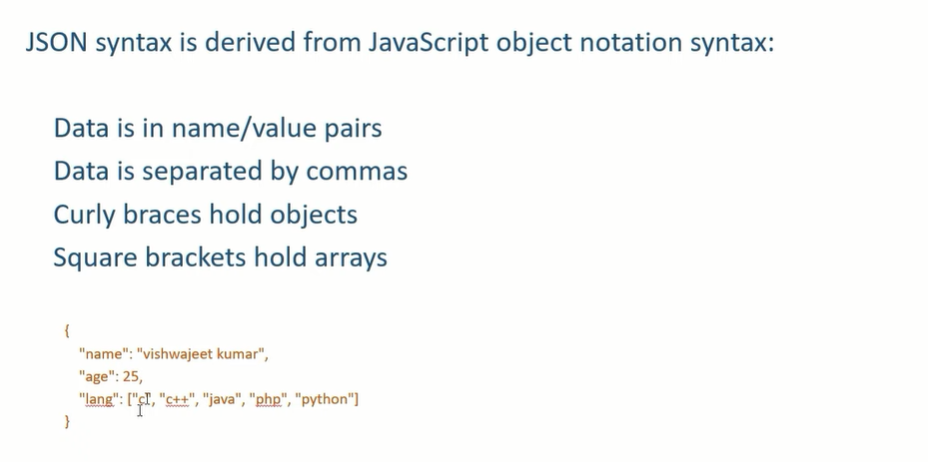 JSON syntax is derived from JavaScript object notation syntax:
Data is in name/value pairs
Data is separated by commas
Curly braces hold objects
Square brackets hold arrays
{
"name": "vishwajeet kumar",
"age": 25,
"lang": ["c", "c++", "java", "php", "python"]
}